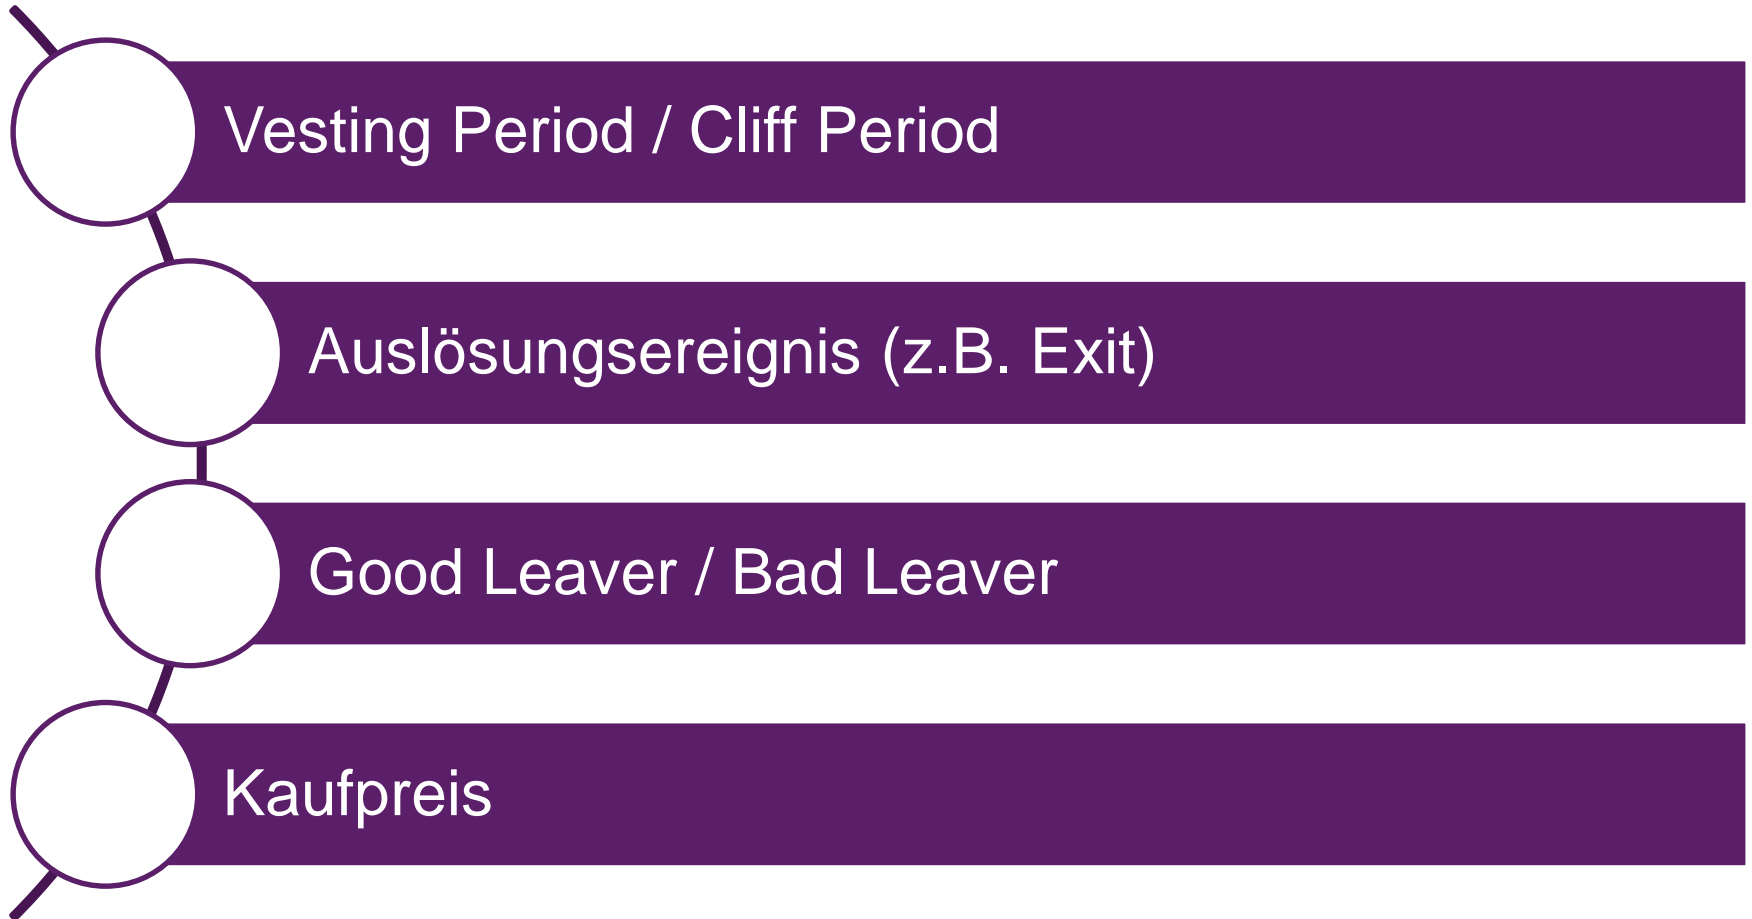 Vesting Period / Cliff Period
Auslösungsereignis (z.B. Exit)
Good Leaver / Bad Leaver
Kaufpreis